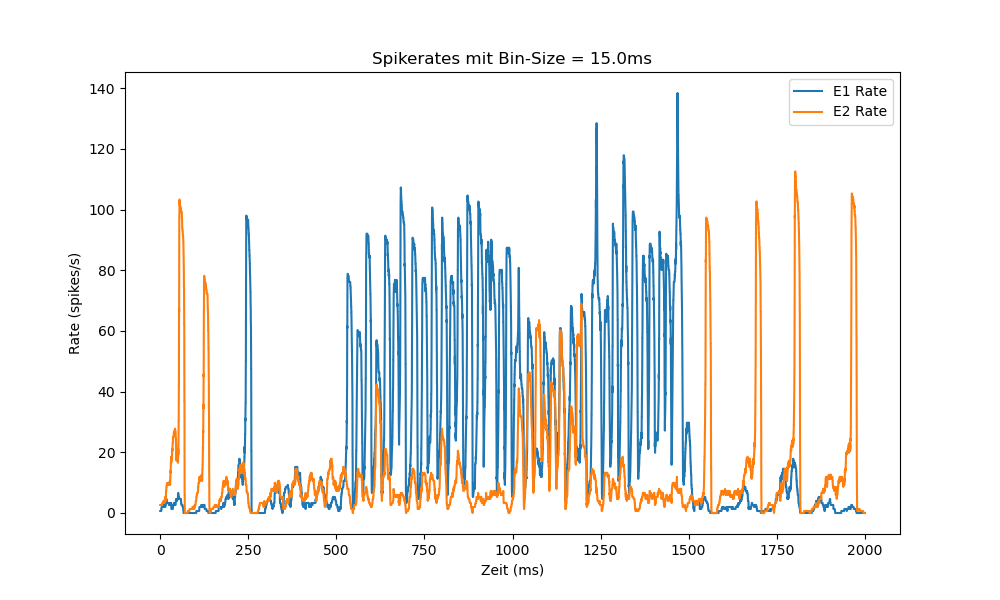 Spikerates mit Bin-Size = 15.0ms
E1 Rate
E2 Rate
Rate (spikes/s)
140
120
100
80
60
40
20
0
0 250 500 750 1000 1250 1500 1750 2000
Zeit (ms)